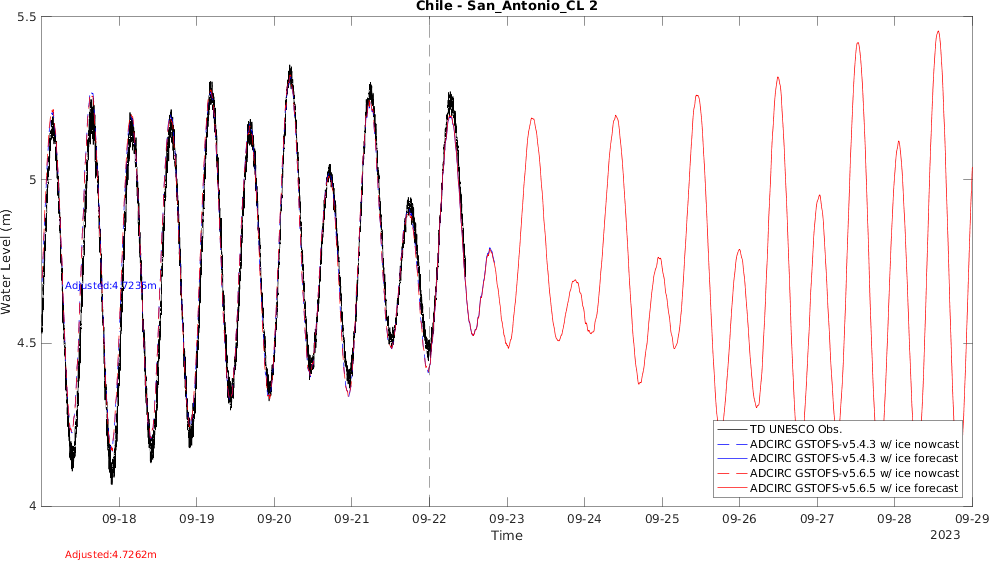 Chile - San_Antonio_CL 2
5.5
5
4.5
4
Water Level (m)
Adjusted:4.7236m
TD UNESCO Obs.
ADCIRC GSTOFS-v5.4.3 w/ ice nowcast
ADCIRC GSTOFS-v5.4.3 w/ ice forecast
ADCIRC GSTOFS-v5.6.5 w/ ice nowcast
ADCIRC GSTOFS-v5.6.5 w/ ice forecast
09-18 09-19 09-20 09-21 09-22 09-23 09-24 09-25 09-26 09-27 09-28 09-29
Time
2023
Adjusted:4.7262m